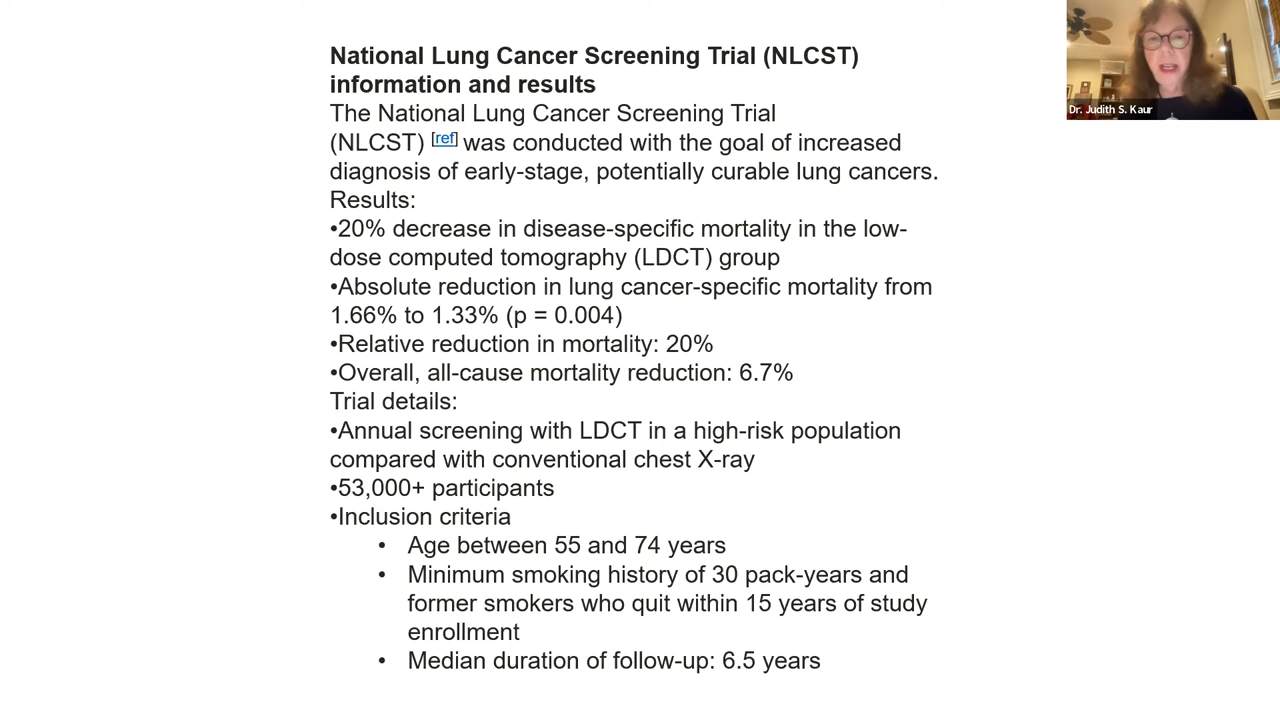 National Lung Cancer Screening Trial (NLCST)
information and results
The National Lung Cancer Screening Trial
(NLCST) [ref] was conducted with the goal of increased
diagnosis of early-stage, potentially curable lung cancers.
Results:
•20% decrease in disease-specific mortality in the low-
dose computed tomography (LDCT) group
•Absolute reduction in lung cancer-specific mortality from
1.66% to 1.33% (p = 0.004)
•Relative reduction in mortality: 20%
•Overall, all-cause mortality reduction: 6.7%
Trial details:
•Annual screening with LDCT in a high-risk population
compared with conventional chest X-ray
•53,000+ participants
•Inclusion criteria
• Age between 55 and 74 years
• Minimum smoking history of 30 pack-years and
former smokers who quit within 15 years of study
enrollment
• Median duration of follow-up: 6.5 years
Dr. Judith S. Kaur